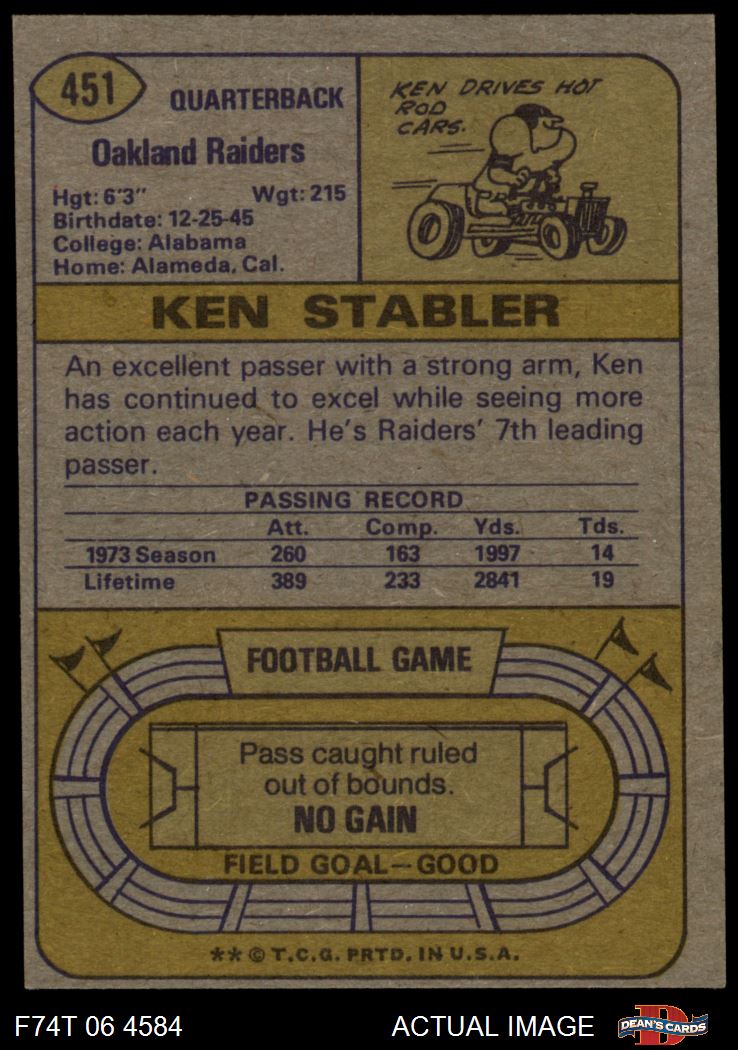 451
QUARTERBACK
Oakland Raiders
Hgt: 6'3" Wgt: 215
Birthdate: 12-25-45
College: Alabama
Home: Alameda, Cal.
KEN DRIVES HOT
ROD
CARS.
KEN STABLER
An excellent passer with a strong arm, Ken
has continued to excel while seeing more
action each year. He's Raiders' 7th leading
passer.
PASSING RECORD
Att. Comp. Yds. Tds.
1973 Season 260 163 1997 14
Lifetime 389 233 2841 19
FOOTBALL GAME
Pass caught ruled
out of bounds.
NO GAIN
FIELD GOAL—GOOD
** © T.C.G. PRTD. IN U.S.A.
F74T 06 4584 ACTUAL IMAGE
D
DEAN'S CARDS